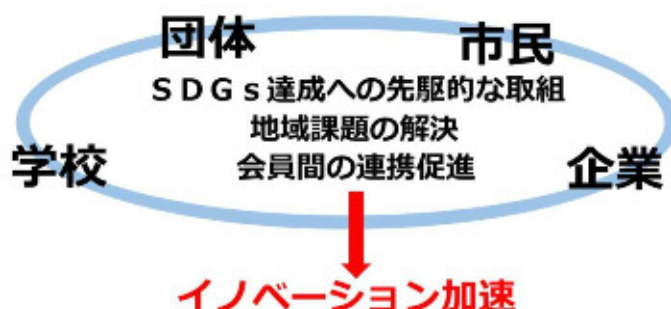 団体
市民
ＳＤＧｓ達成への先駆的な取組
地域課題の解決
学校
会員間の連携促進
企業
イノベーション加速